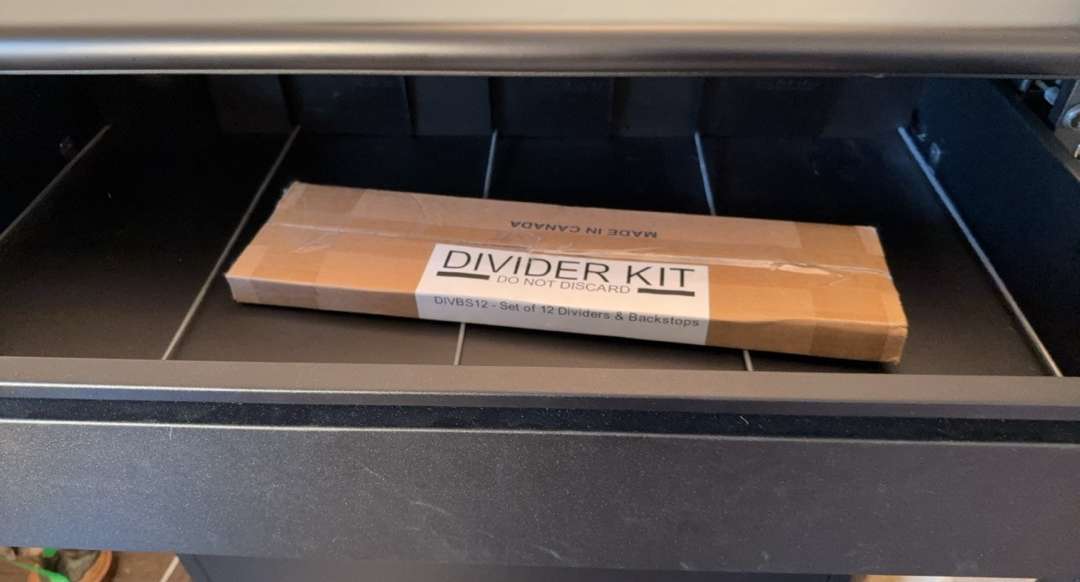 MADE IN CANADA
DIVIDER KIT
DO NOT DISCARD
DIVBS12 - Set of 12 Dividers & Backstops